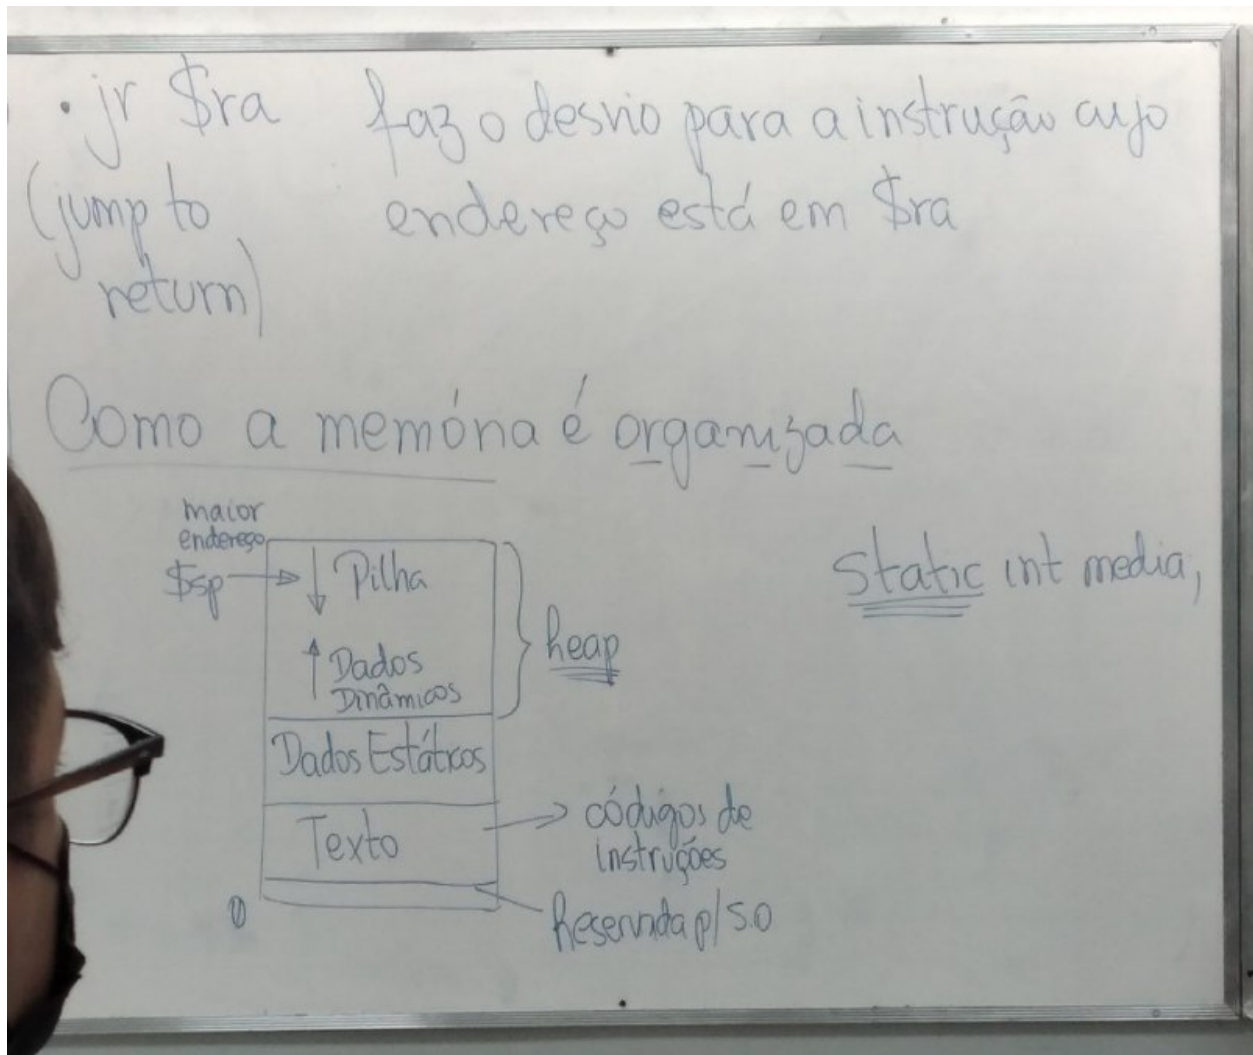 • jr $ra faz o desvio para a instrução cujo
(jump to endereço está em $ra
return)
Como a memória é organizada
maior
endereço
$sp Pilha
static int media,
heap
Dados
Dinâmicos
Dados Estáticos
Texto códigos de
instruções
0 Reservada p/ S.O